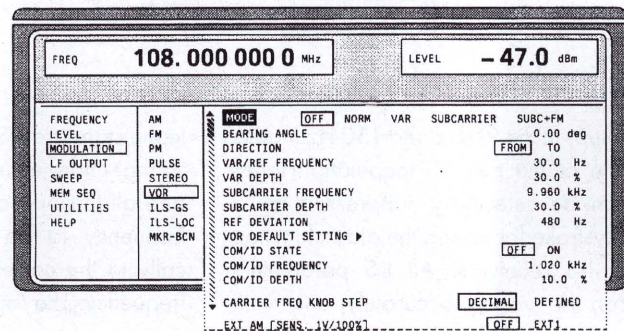 FREQ 108. 000 000 0 MHz LEVEL - 47.0 dBm
FREQUENCY AM MODE OFF NORM VAR SUBCARRIER SUBC+FM
LEVEL FM BEARING ANGLE 0.00 deg
MODULATION PM DIRECTION FROM TO
LF OUTPUT PULSE VAR/REF FREQUENCY 30.0 Hz
SWEEP STEREO VAR DEPTH 30.0 %
MEM SEQ VOR SUBCARRIER FREQUENCY 9.960 kHz
UTILITIES ILS-GS SUBCARRIER DEPTH 30.0 %
HELP ILS-LOC REF DEVIATION 480 Hz
MKR-BCN VOR DEFAULT SETTING ▶
COM/ID STATE OFF ON
COM/ID FREQUENCY 1.020 kHz
COM/ID DEPTH 10.0 %
CARRIER FREQ KNOB STEP DECIMAL DEFINED
EXT AM [SENS. 1V/100%] OFF EXT1